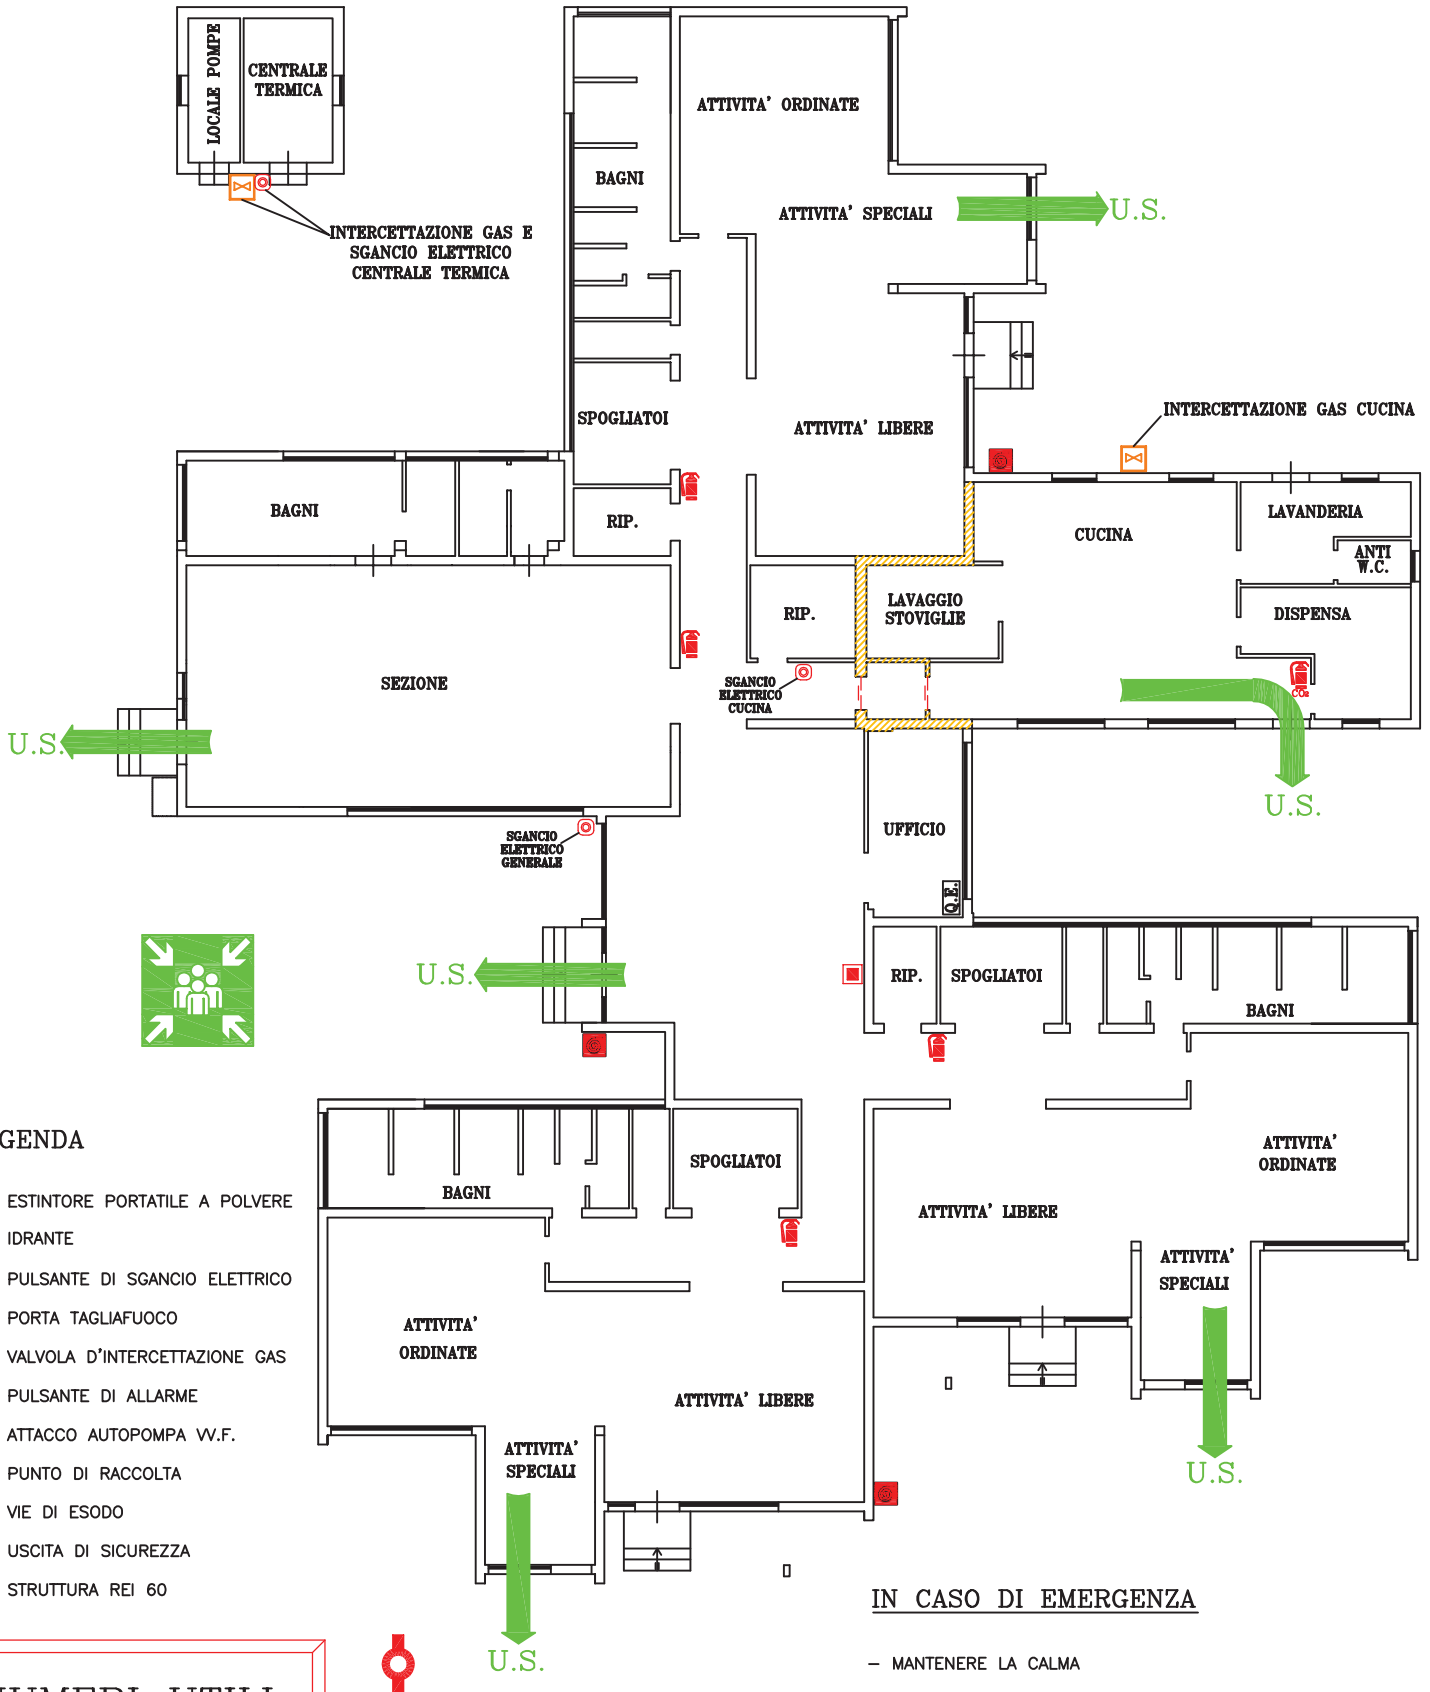 LOCALE POMPE
CENTRALE
TERMICA
INTERCETTAZIONE GAS E
SGANCIO ELETTRICO
CENTRALE TERMICA
ATTIVITA' ORDINATE
BAGNI
ATTIVITA' SPECIALI
U.S.
SPOGLIATOI
ATTIVITA' LIBERE
INTERCETTAZIONE GAS CUCINA
BAGNI
RIP.
CUCINA
LAVANDERIA
ANTI
W.C.
RIP.
LAVAGGIO
STOVIGLIE
DISPENSA
SEZIONE
SGANCIO
ELETTRICO
CUCINA
CO2
U.S.
U.S.
SGANCIO
ELETTRICO
GENERALE
UFFICIO
Q.E.
U.S.
RIP.
SPOGLIATOI
BAGNI
GENDA
ESTINTORE PORTATILE A POLVERE
IDRANTE
PULSANTE DI SGANCIO ELETTRICO
PORTA TAGLIAFUOCO
VALVOLA D'INTERCETTAZIONE GAS
PULSANTE DI ALLARME
ATTACCO AUTOPOMPA VV.F.
PUNTO DI RACCOLTA
VIE DI ESODO
USCITA DI SICUREZZA
STRUTTURA REI 60
SPOGLIATOI
BAGNI
ATTIVITA'
ORDINATE
ATTIVITA' LIBERE
ATTIVITA'
SPECIALI
ATTIVITA'
ORDINATE
ATTIVITA' LIBERE
ATTIVITA'
SPECIALI
U.S.
U.S.
IN CASO DI EMERGENZA
– MANTENERE LA CALMA
NUMERI UTILI